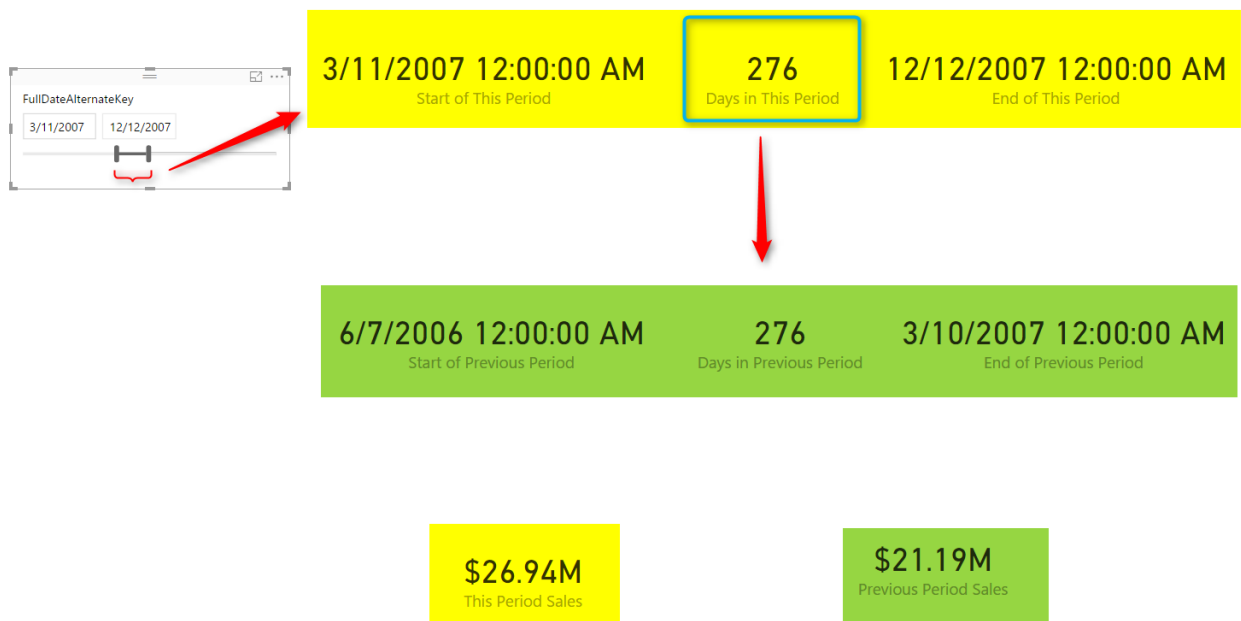 FullDateAlternateKey
3/11/2007 12/12/2007
3/11/2007 12:00:00 AM
Start of This Period
276
Days in This Period
12/12/2007 12:00:00 AM
End of This Period
6/7/2006 12:00:00 AM
Start of Previous Period
276
Days in Previous Period
3/10/2007 12:00:00 AM
End of Previous Period
$26.94M
This Period Sales
$21.19M
Previous Period Sales